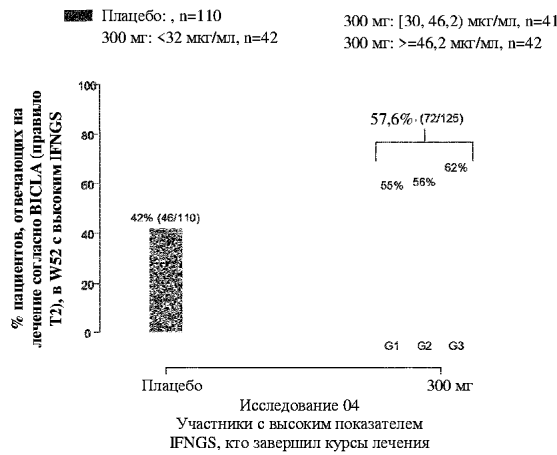 Плацебо: , n=110
300 мг: <32 мкг/мл, n=42
300 мг: [30, 46,2) мкг/мл, n=41
300 мг: >=46,2 мкг/мл, n=42
% пациентов, отвечающих на
лечение согласно BICLA (правило
T2), в W52 с высоким IFNGS
100
80
60
40
20
0
42% (46/110)
57,6% (72/125)
55%
56%
62%
G1 G2 G3
Плацебо
300 мг
Исследование 04
Участники с высоким показателем
IFNGS, кто завершил курсы лечения